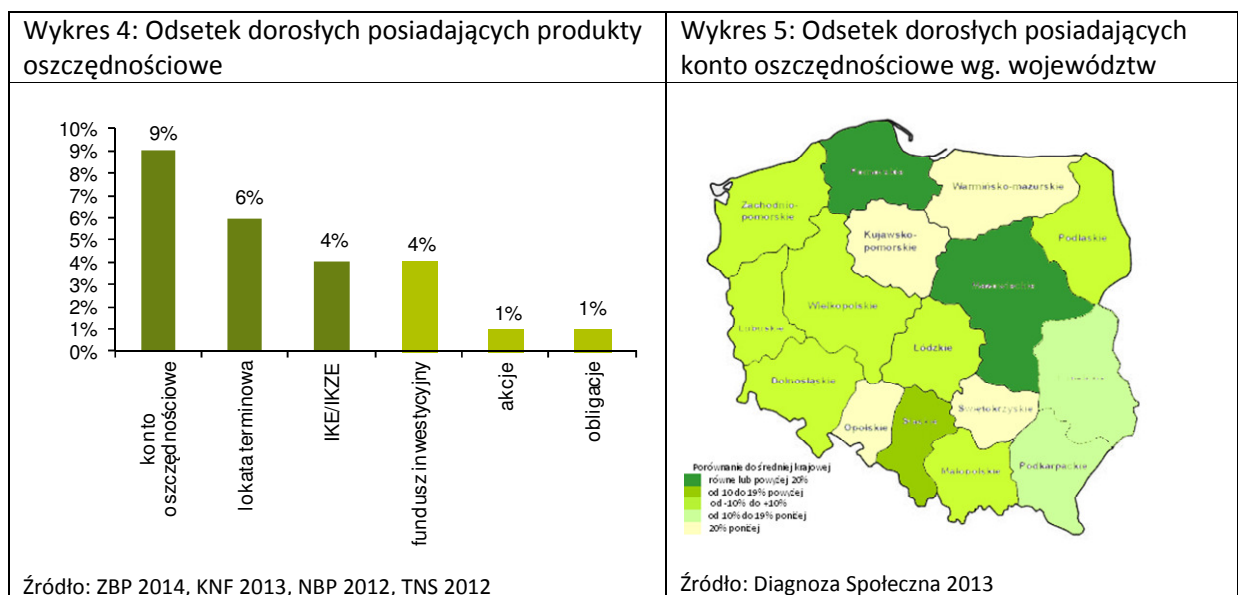 Wykres 4: Odsetek dorosłych posiadających produkty
oszczędnościowe
10%
9%
8%
7%
6%
5%
4%
3%
2%
1%
0%
9%
6%
4%
4%
1%
1%
konto
oszczędnościowe
lokata terminowa
IKE/IKZE
fundusz inwestycyjny
akcje
obligacje
Źródło: ZBP 2014, KNF 2013, NBP 2012, TNS 2012
Wykres 5: Odsetek dorosłych posiadających
konto oszczędnościowe wg. województw
Warmińsko-mazurskie
Zachodnio-
pomorskie
Kujawsko-
pomorskie
Podlaskie
Wielkopolskie
Lubuskie
Łódzkie
Dolnośląskie
Opolskie
Świętokrzyskie
Małopolskie
Podkarpackie
Porównanie do średniej krajowej
równe lub powyżej 20%
od 10 do 19% powyżej
od -10% do +10%
od 10% do 19% poniżej
20% poniżej
Źródło: Diagnoza Społeczna 2013